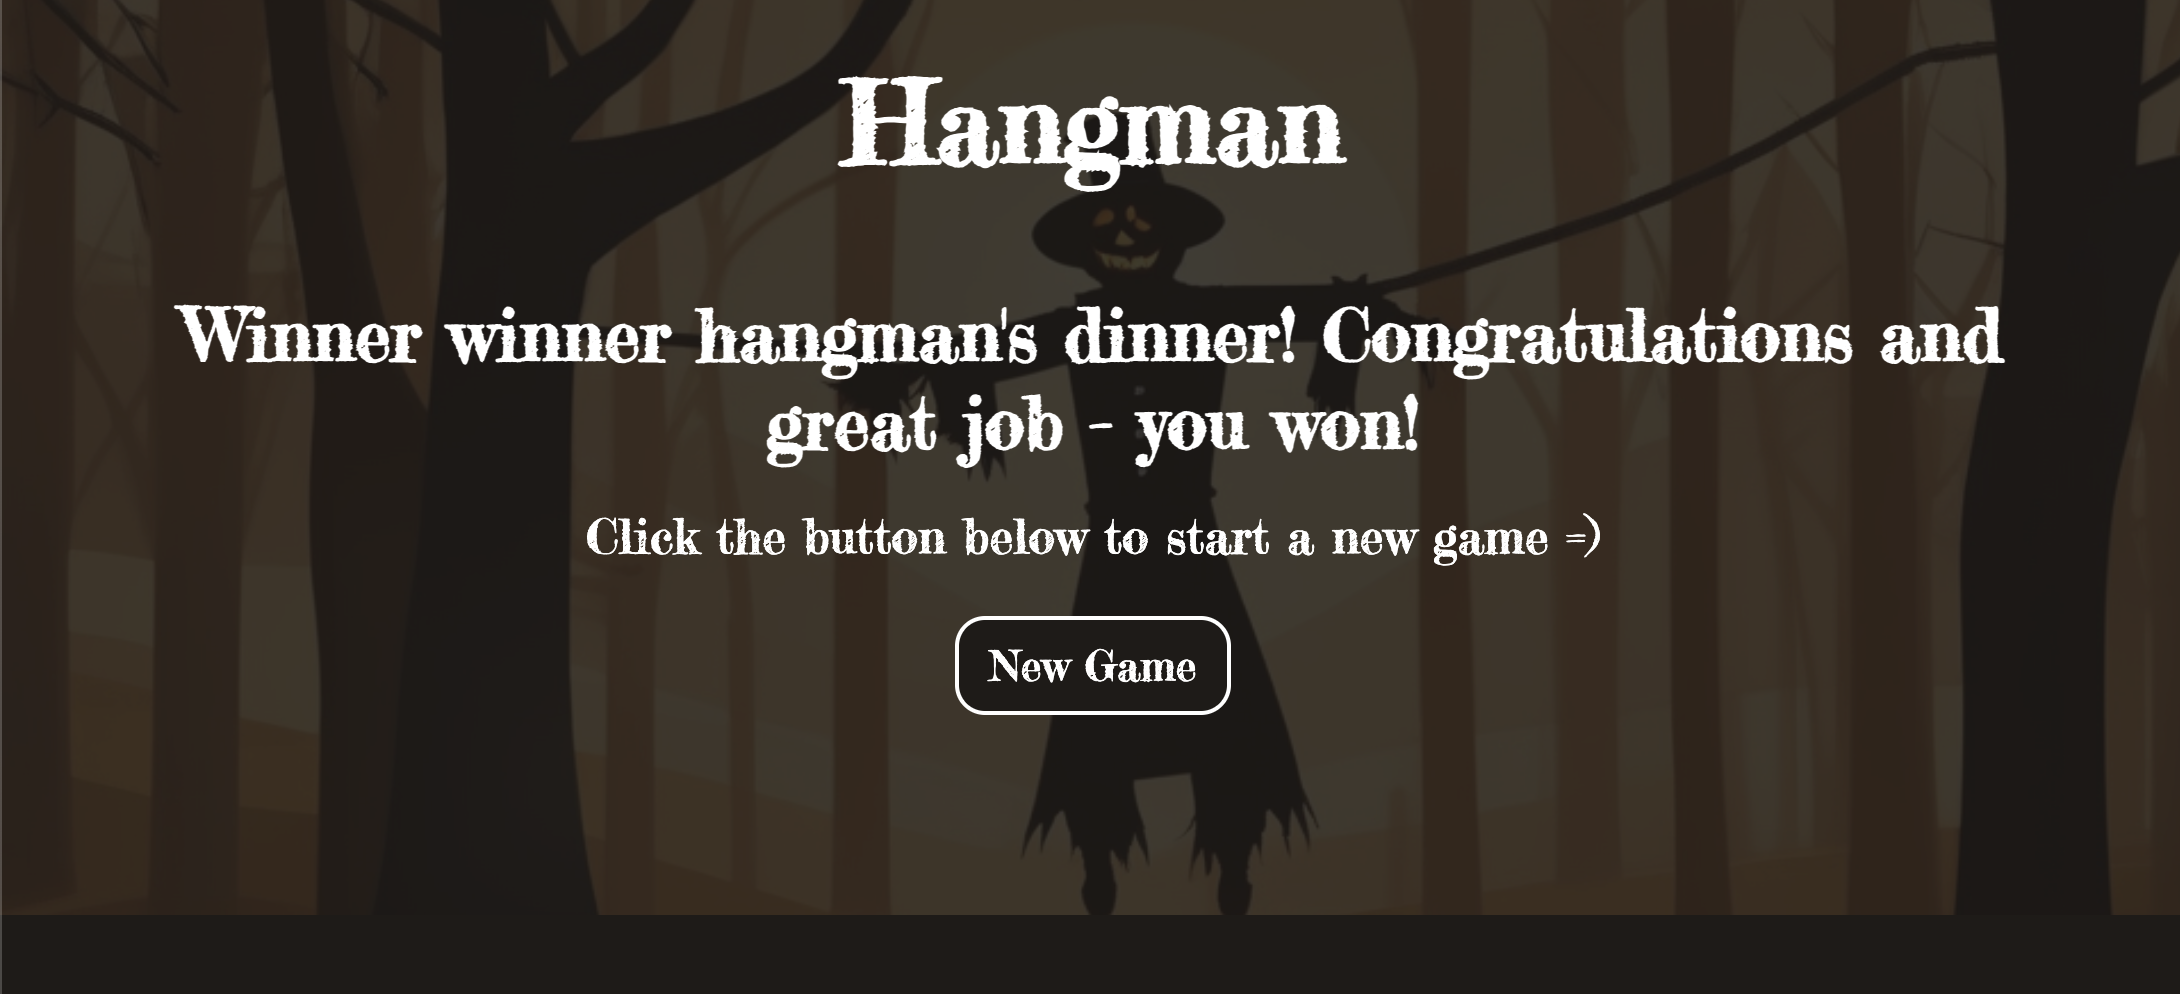 Hangman
Winner winner hangman's dinner! Congratulations and
great job - you won!
Click the button below to start a new game =)
New Game